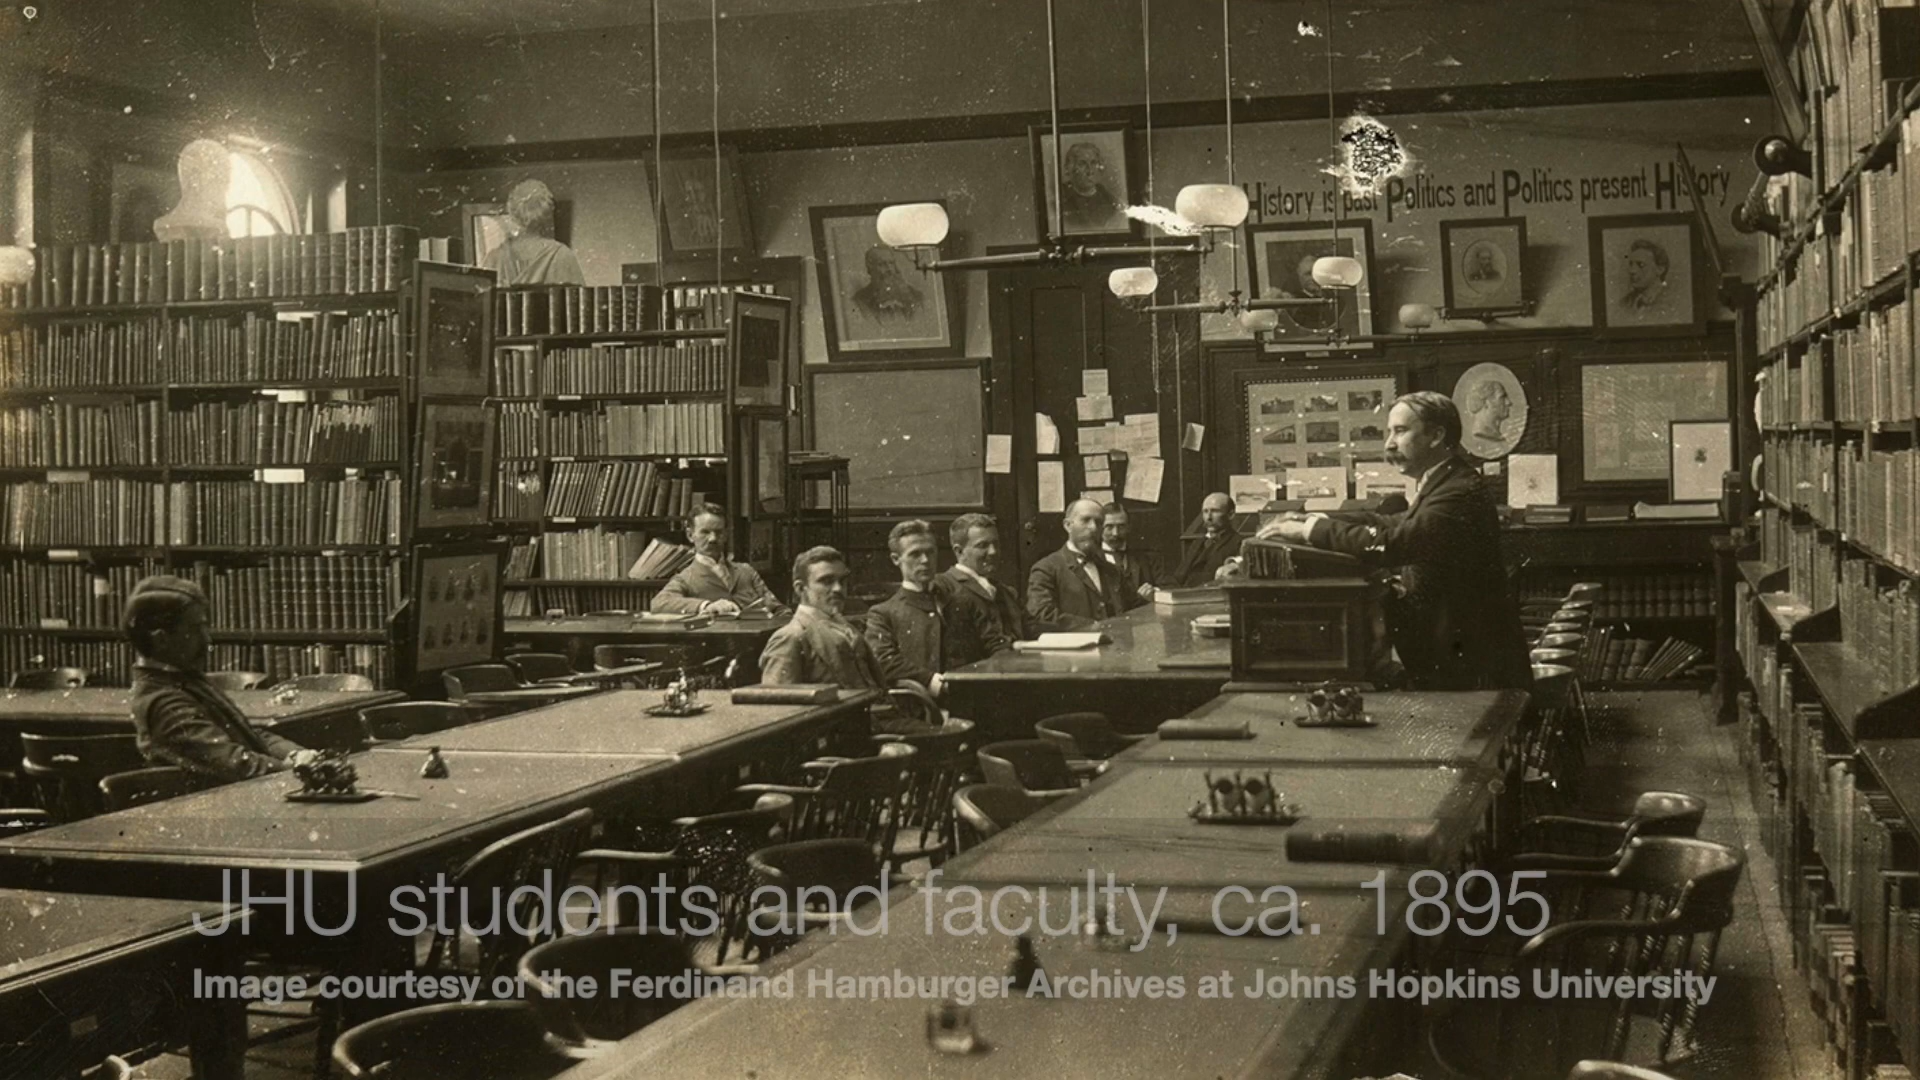 History is past Politics and Politics present History
JHU students and faculty, ca. 1895
Image courtesy of the Ferdinand Hamburger Archives at Johns Hopkins University